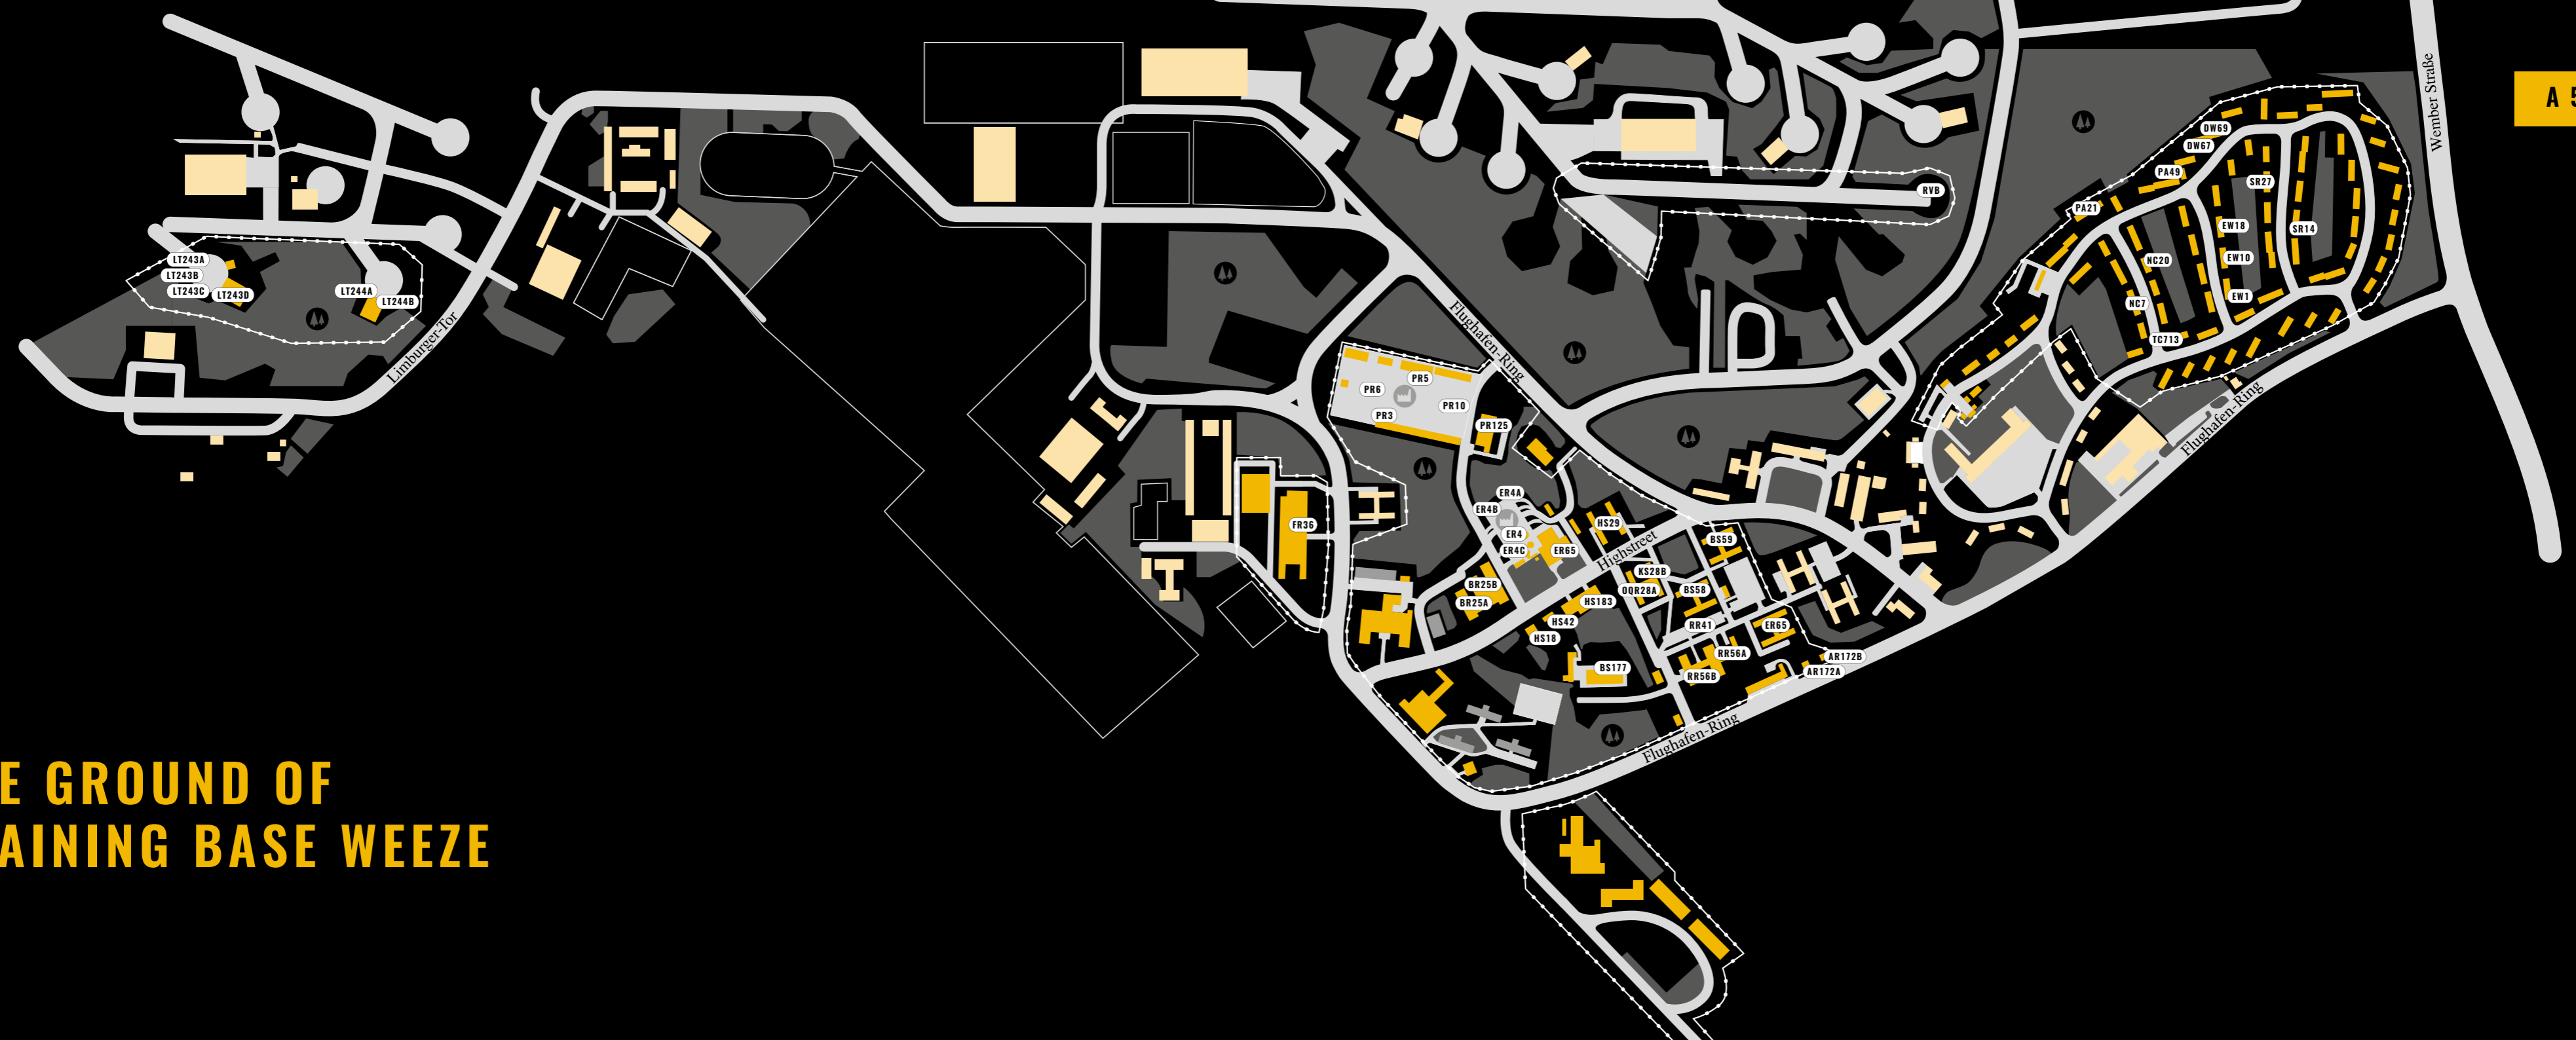 Wember Straße
A 5
DW69
DW67
PA49
SR27
RVB
PA21
EW18
SR14
NC20
EW10
LT243A
LT243B
LT243C
LT243D
LT244A
LT244B
EW1
NC7
TC713
Limburger-Tor
Flughafen-Ring
PR5
PR6
PR10
PR3
PR125
Flughafen-Ring
ER4A
ER4B
HS29
FR36
ER4
ER4C
ER65
Highstreet
BS59
KS28B
BR25B
OQR28A
BS58
BR25A
HS183
HS42
RR41
ER65
HS18
RR56A
AR172B
BS177
AR172A
RR56B
Flughafen-Ring
E GROUND OF
AINING BASE WEEZE